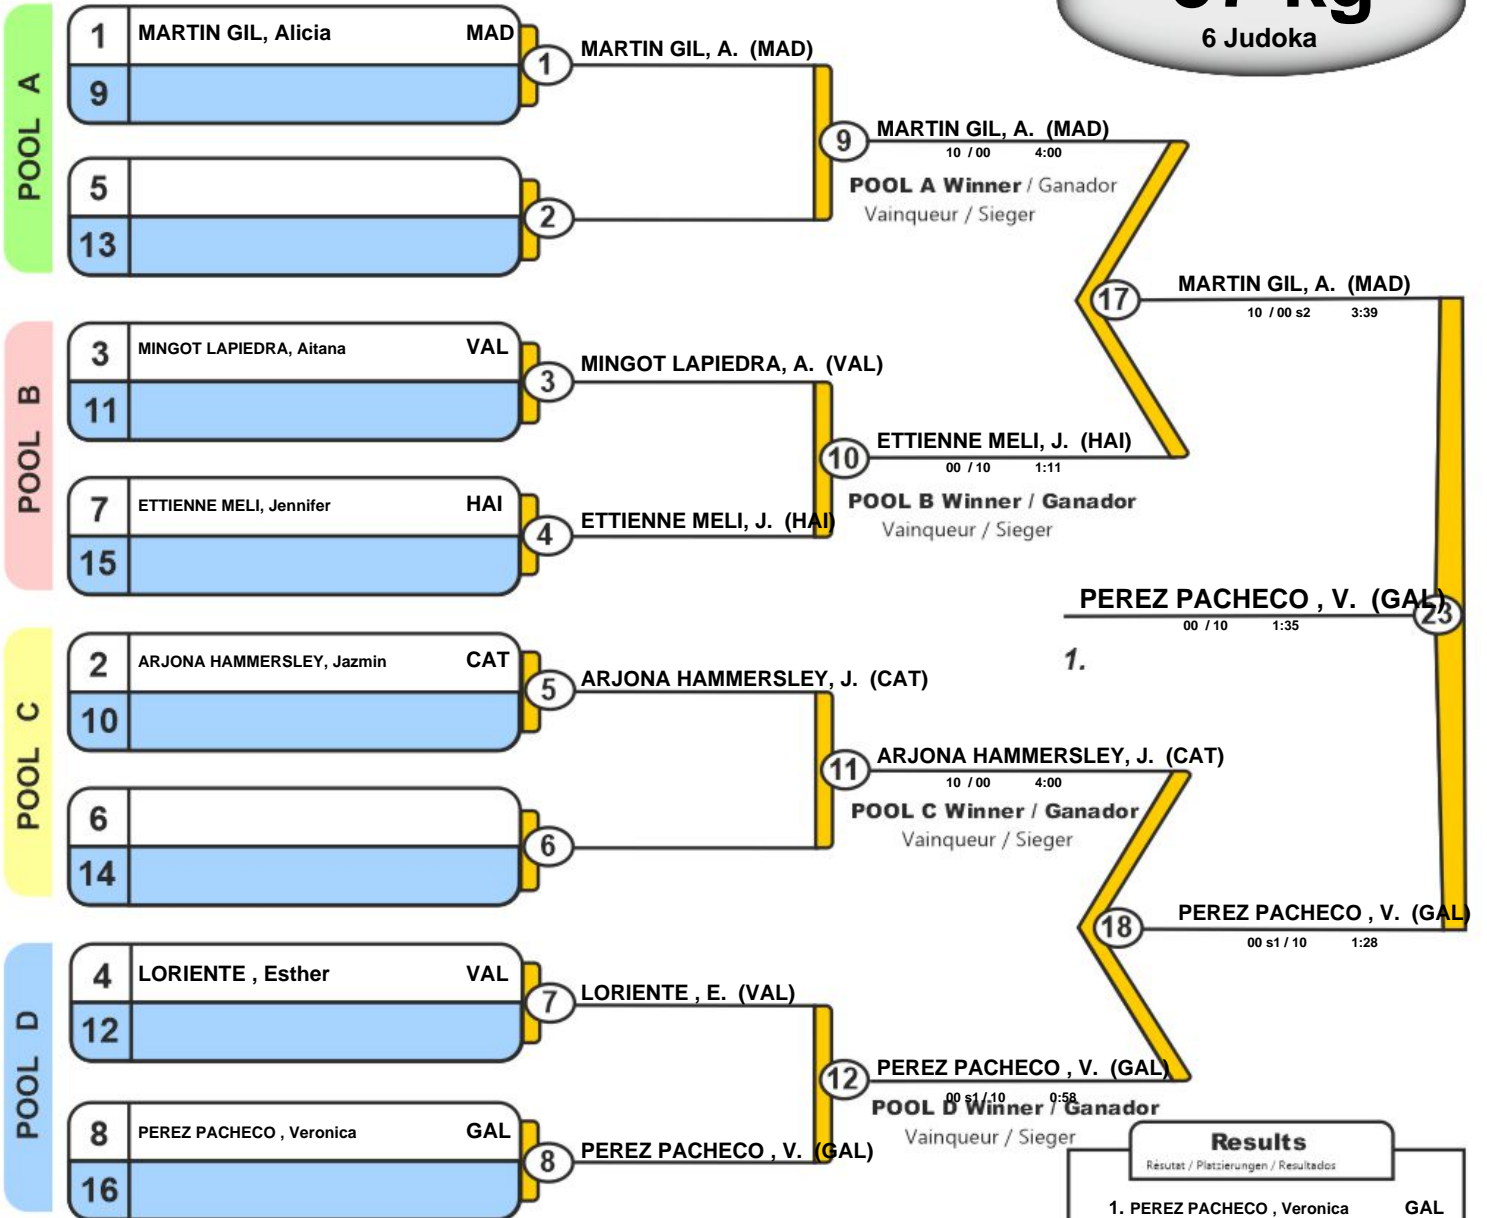 6 Judoka
POOL A
1 MARTIN GIL, Alicia MAD
9
5
13
1 MARTIN GIL, A. (MAD)
2
9 MARTIN GIL, A. (MAD)
10 / 00 4:00
POOL A Winner / Ganador
Vainqueur / Sieger
17 MARTIN GIL, A. (MAD)
10 / 00 s2 3:39
POOL B
3 MINGOT LAPIEDRA, Aitana VAL
11
7 ETTIENNE MELI, Jennifer HAI
15
3 MINGOT LAPIEDRA, A. (VAL)
4 ETTIENNE MELI, J. (HAI)
10 ETTIENNE MELI, J. (HAI)
00 / 10 1:11
POOL B Winner / Ganador
Vainqueur / Sieger
PEREZ PACHECO , V. (GAL)
23
00 / 10 1:35
1.
POOL C
2 ARJONA HAMMERSLEY, Jazmin CAT
10
6
14
5 ARJONA HAMMERSLEY, J. (CAT)
6
11 ARJONA HAMMERSLEY, J. (CAT)
10 / 00 4:00
POOL C Winner / Ganador
Vainqueur / Sieger
18 PEREZ PACHECO , V. (GAL)
00 s1 / 10 1:28
POOL D
4 LORIENTE , Esther VAL
12
8 PEREZ PACHECO , Veronica GAL
16
7 LORIENTE , E. (VAL)
8 PEREZ PACHECO , V. (GAL)
12 PEREZ PACHECO , V. (GAL)
00 s1 / 10 0:58
POOL D Winner / Ganador
Vainqueur / Sieger
Results
Résutat / Platzierungen / Resultados
1. PEREZ PACHECO , Veronica GAL